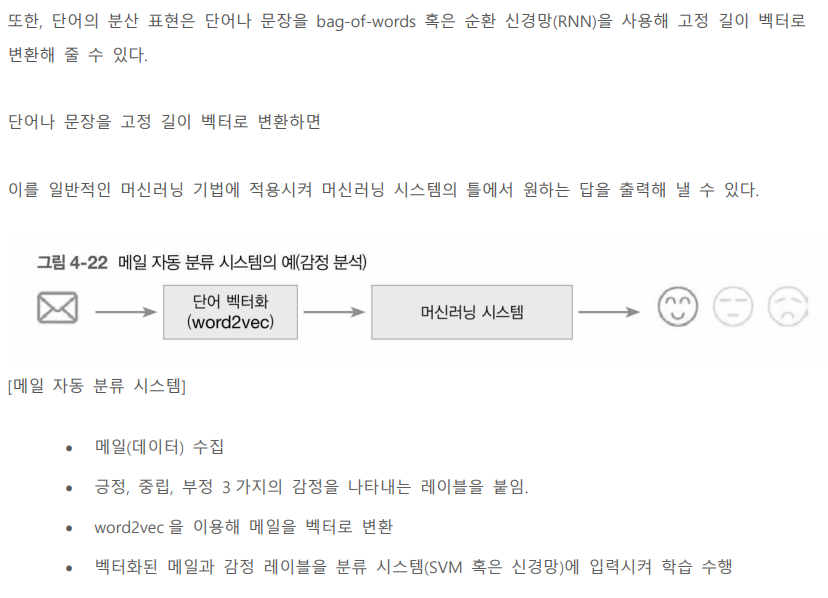 또한, 단어의 분산 표현은 단어나 문장을 bag-of-words 혹은 순환 신경망(RNN)을 사용해 고정 길이 벡터로
변환해 줄 수 있다.
단어나 문장을 고정 길이 벡터로 변환하면
이를 일반적인 머신러닝 기법에 적용시켜 머신러닝 시스템의 틀에서 원하는 답을 출력해 낼 수 있다.
그림 4-22 메일 자동 분류 시스템의 예(감정 분석)
단어 벡터화
(word2vec)
머신러닝 시스템
[메일 자동 분류 시스템]
• 메일(데이터) 수집
• 긍정, 중립, 부정 3 가지의 감정을 나타내는 레이블을 붙임.
• word2vec 을 이용해 메일을 벡터로 변환
• 벡터화된 메일과 감정 레이블을 분류 시스템(SVM 혹은 신경망)에 입력시켜 학습 수행